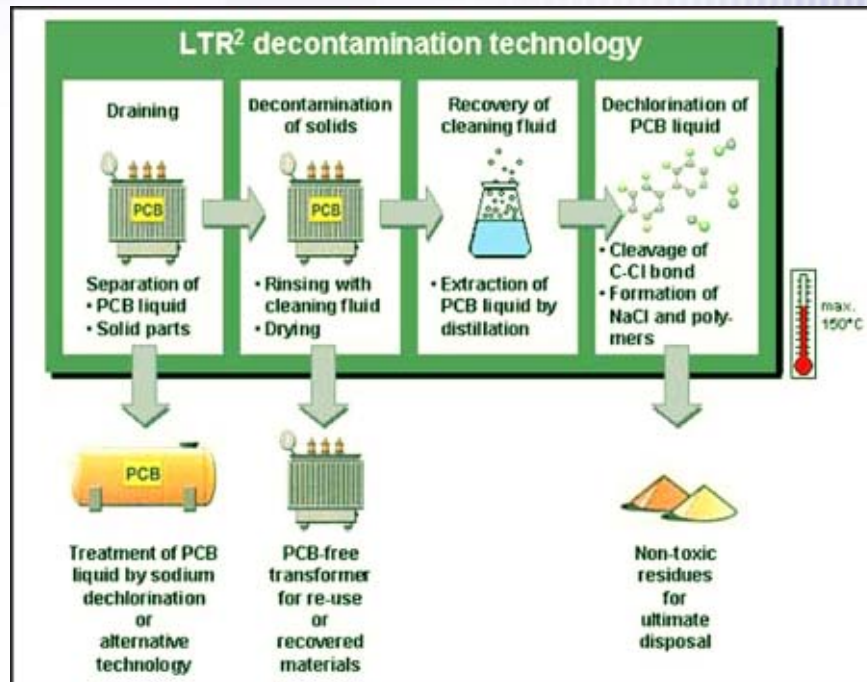 LTR² decontamination technology
Draining
PCB
Separation of
• PCB liquid
• Solid parts
Decontamination
of solids
PCB
• Rinsing with
cleaning fluid
• Drying
Recovery of
cleaning fluid
• Extraction of
PCB liquid by
distillation
Dechlorination of
PCB liquid
• Cleavage of
C-Cl bond
• Formation of
NaCl and poly-
mers
max.
150°C
PCB
Treatment of PCB
liquid by sodium
dechlorination
or
alternative
technology
PCB-free
transformer
for re-use
or
recovered
materials
Non-toxic
residues
for
ultimate
disposal